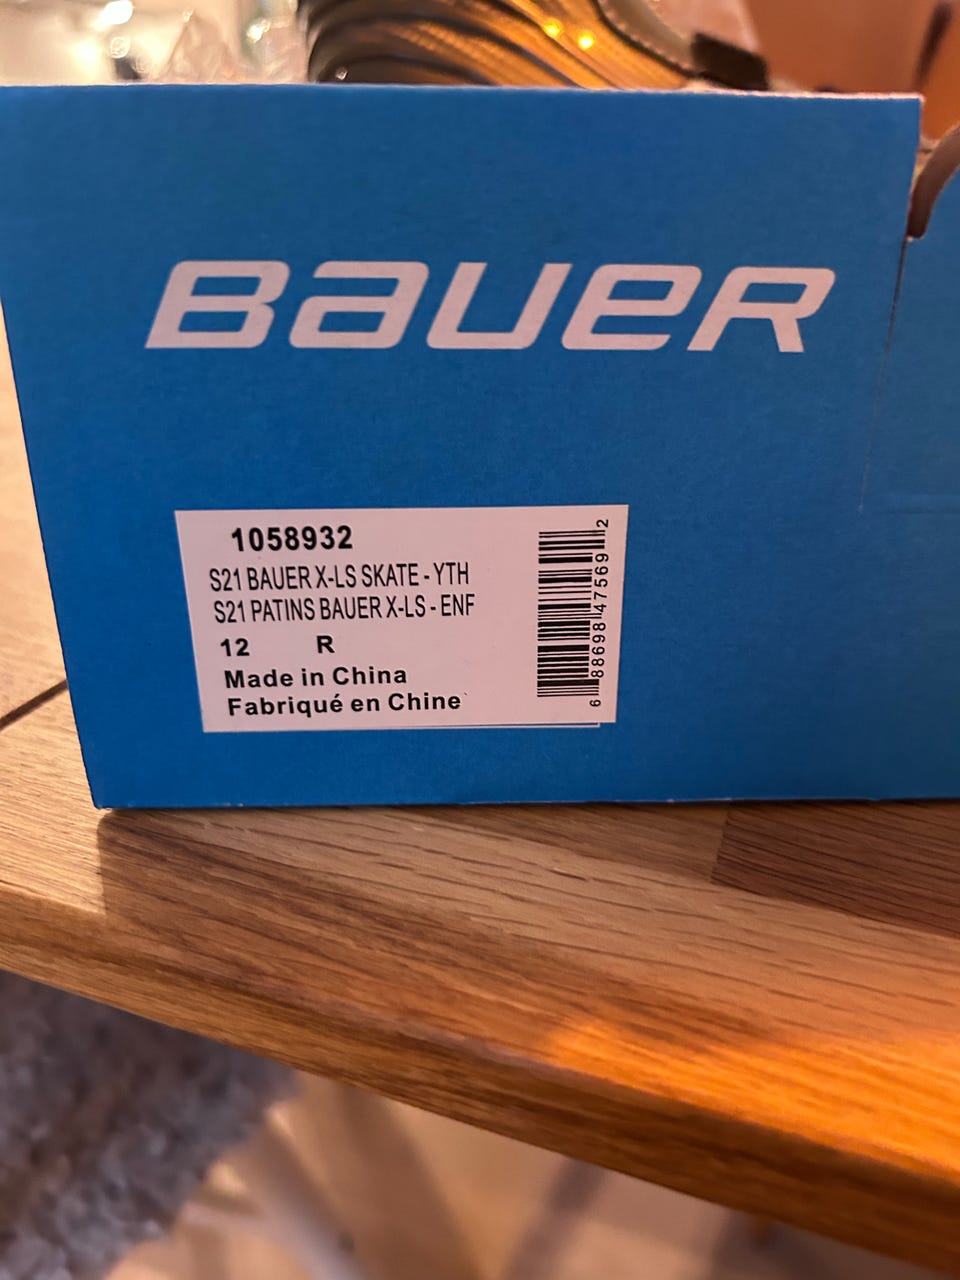 BAUER
1058932
S21 BAUER X-LS SKATE - YTH
S21 PATINS BAUER X-LS - ENF
12 R
Made in China
Fabriqué en Chine
6 88698 47569 2